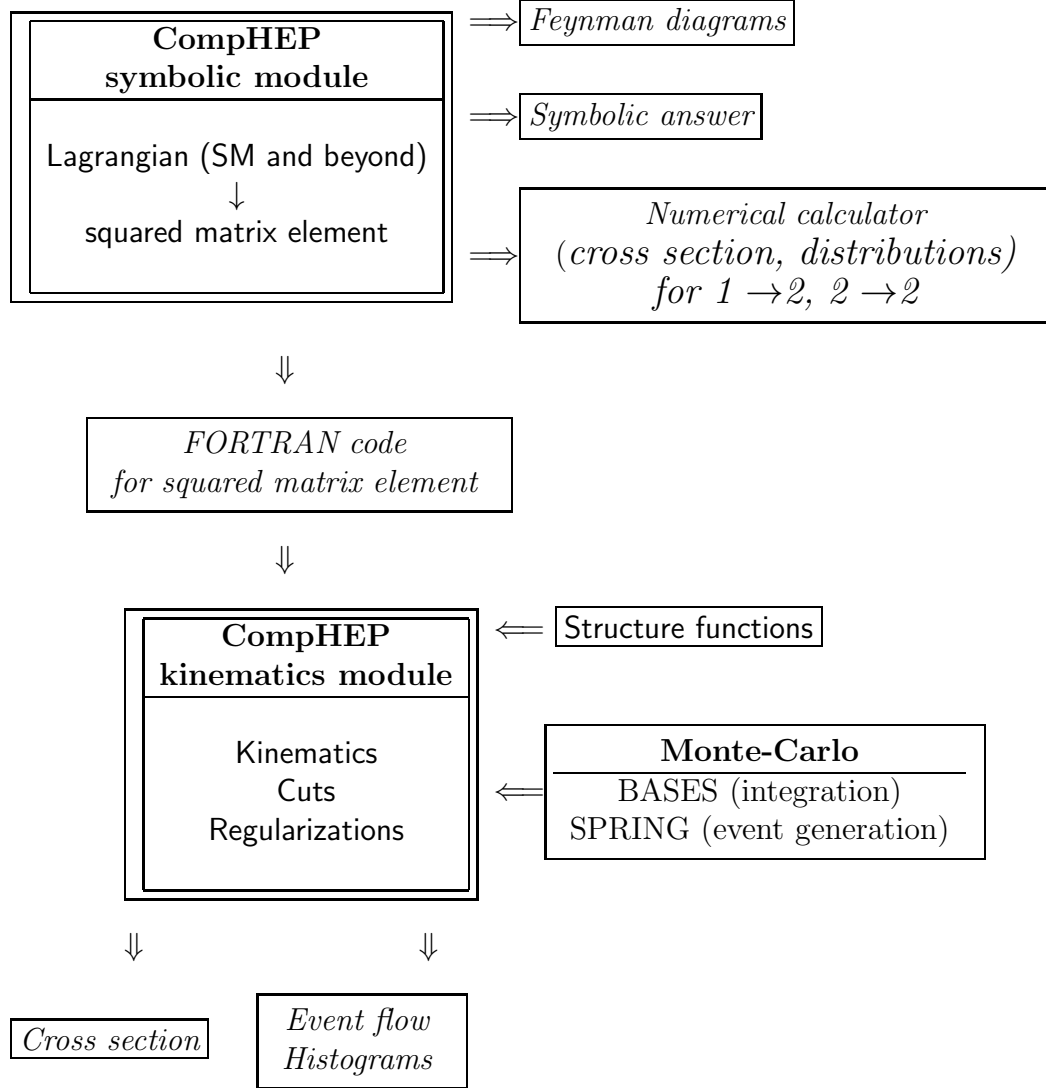 CompHEP
symbolic module
Lagrangian (SM and beyond)
↓
squared matrix element
⇒ Feynman diagrams
⇒ Symbolic answer
⇒ Numerical calculator
(cross section, distributions)
for 1 →2, 2 →2
⇓
FORTRAN code
for squared matrix element
⇓
CompHEP
kinematics module
Kinematics
Cuts
Regularizations
⇐ Structure functions
⇐ Monte-Carlo
BASES (integration)
SPRING (event generation)
⇓ ⇓
Cross section
Event flow
Histograms